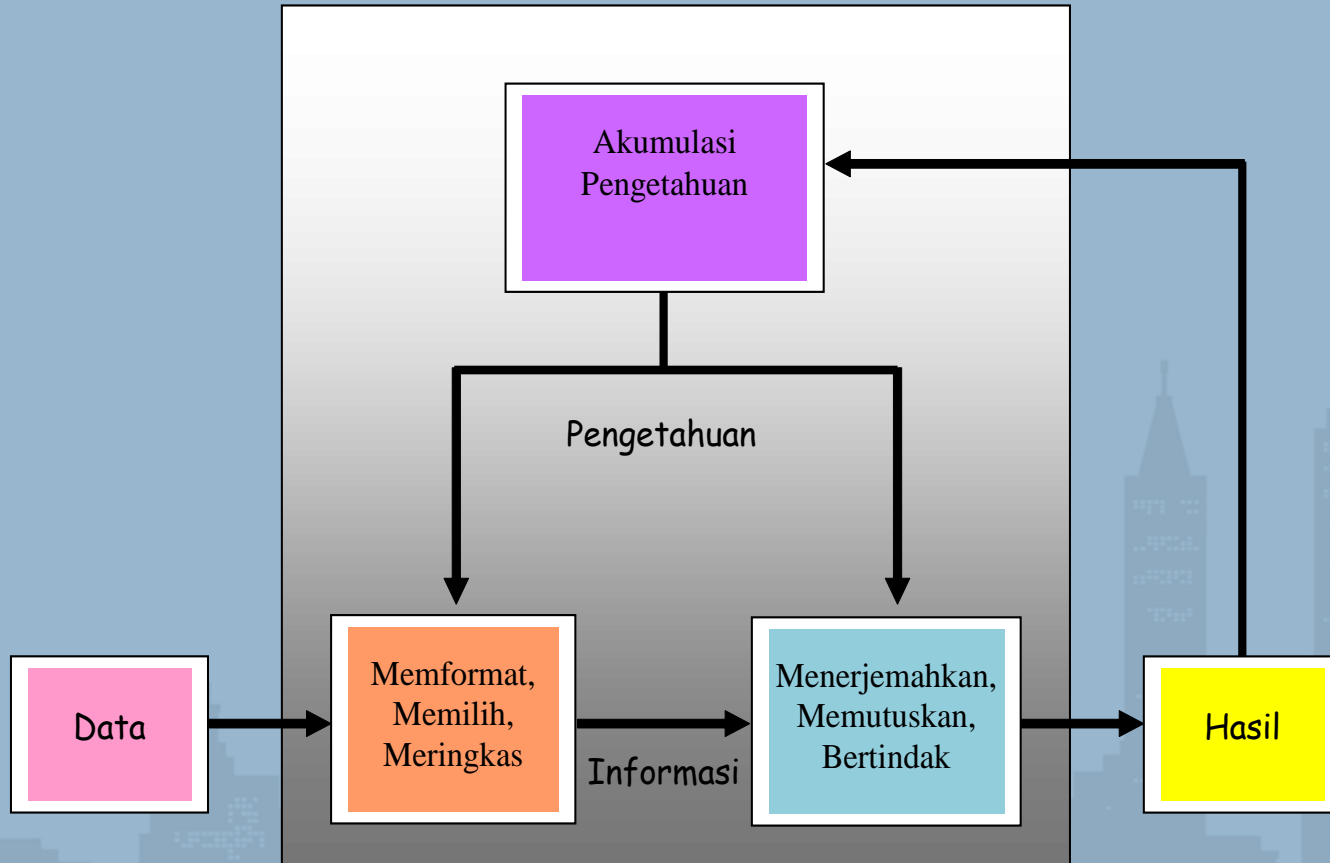 Akumulasi
Pengetahuan
Pengetahuan
Data
Memformat,
Memilih,
Meringkas
Informasi
Menerjemahkan,
Memutuskan,
Bertindak
Hasil